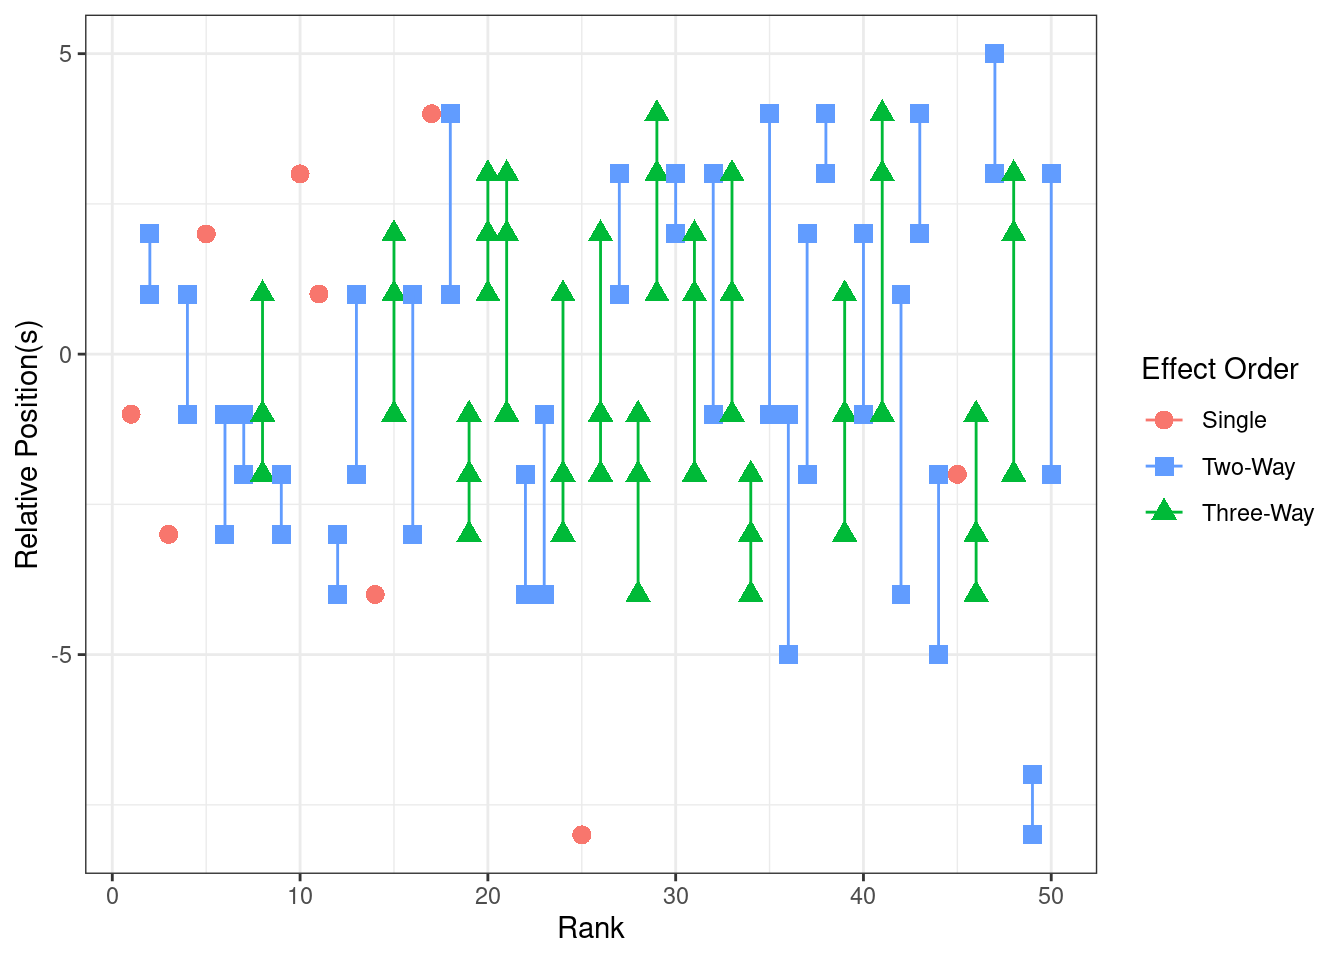 5
0
-5
Relative Position(s)
0 10 20 30 40 50
Rank
Effect Order
Single
Two-Way
Three-Way